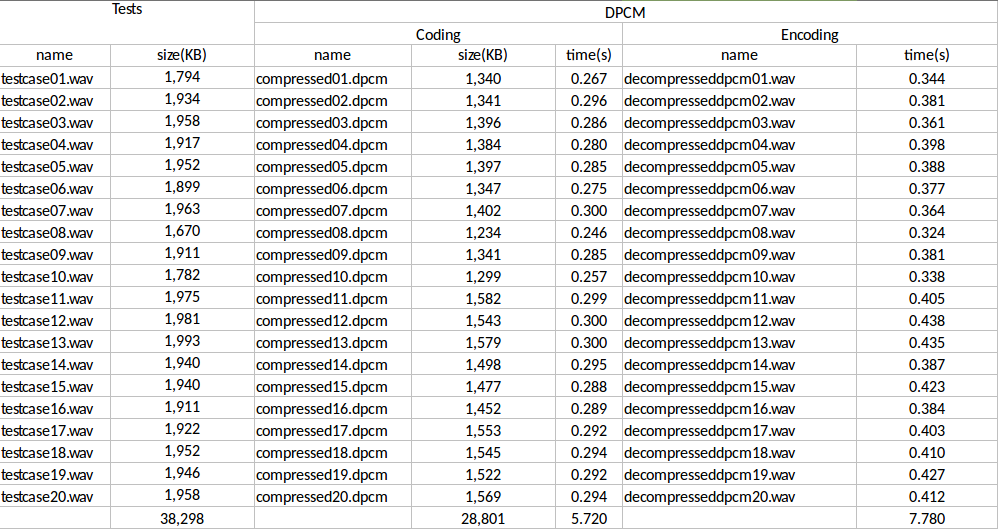 Tests DPCM
Coding Encoding
name size(KB) name size(KB) time(s) name time(s)
testcase01.wav 1,794 compressed01.dpcm 1,340 0.267 decompresseddpcm01.wav 0.344
testcase02.wav 1,934 compressed02.dpcm 1,341 0.296 decompresseddpcm02.wav 0.381
testcase03.wav 1,958 compressed03.dpcm 1,396 0.286 decompresseddpcm03.wav 0.361
testcase04.wav 1,917 compressed04.dpcm 1,384 0.280 decompresseddpcm04.wav 0.398
testcase05.wav 1,952 compressed05.dpcm 1,397 0.285 decompresseddpcm05.wav 0.388
testcase06.wav 1,899 compressed06.dpcm 1,347 0.275 decompresseddpcm06.wav 0.377
testcase07.wav 1,963 compressed07.dpcm 1,402 0.300 decompresseddpcm07.wav 0.364
testcase08.wav 1,670 compressed08.dpcm 1,234 0.246 decompresseddpcm08.wav 0.324
testcase09.wav 1,911 compressed09.dpcm 1,341 0.285 decompresseddpcm09.wav 0.381
testcase10.wav 1,782 compressed10.dpcm 1,299 0.257 decompresseddpcm10.wav 0.338
testcase11.wav 1,975 compressed11.dpcm 1,582 0.299 decompresseddpcm11.wav 0.405
testcase12.wav 1,981 compressed12.dpcm 1,543 0.300 decompresseddpcm12.wav 0.438
testcase13.wav 1,993 compressed13.dpcm 1,579 0.300 decompresseddpcm13.wav 0.435
testcase14.wav 1,940 compressed14.dpcm 1,498 0.295 decompresseddpcm14.wav 0.387
testcase15.wav 1,940 compressed15.dpcm 1,477 0.288 decompresseddpcm15.wav 0.423
testcase16.wav 1,911 compressed16.dpcm 1,452 0.289 decompresseddpcm16.wav 0.384
testcase17.wav 1,922 compressed17.dpcm 1,553 0.292 decompresseddpcm17.wav 0.403
testcase18.wav 1,952 compressed18.dpcm 1,545 0.294 decompresseddpcm18.wav 0.410
testcase19.wav 1,946 compressed19.dpcm 1,522 0.292 decompresseddpcm19.wav 0.427
testcase20.wav 1,958 compressed20.dpcm 1,569 0.294 decompresseddpcm20.wav 0.412
38,298 28,801 5.720 7.780